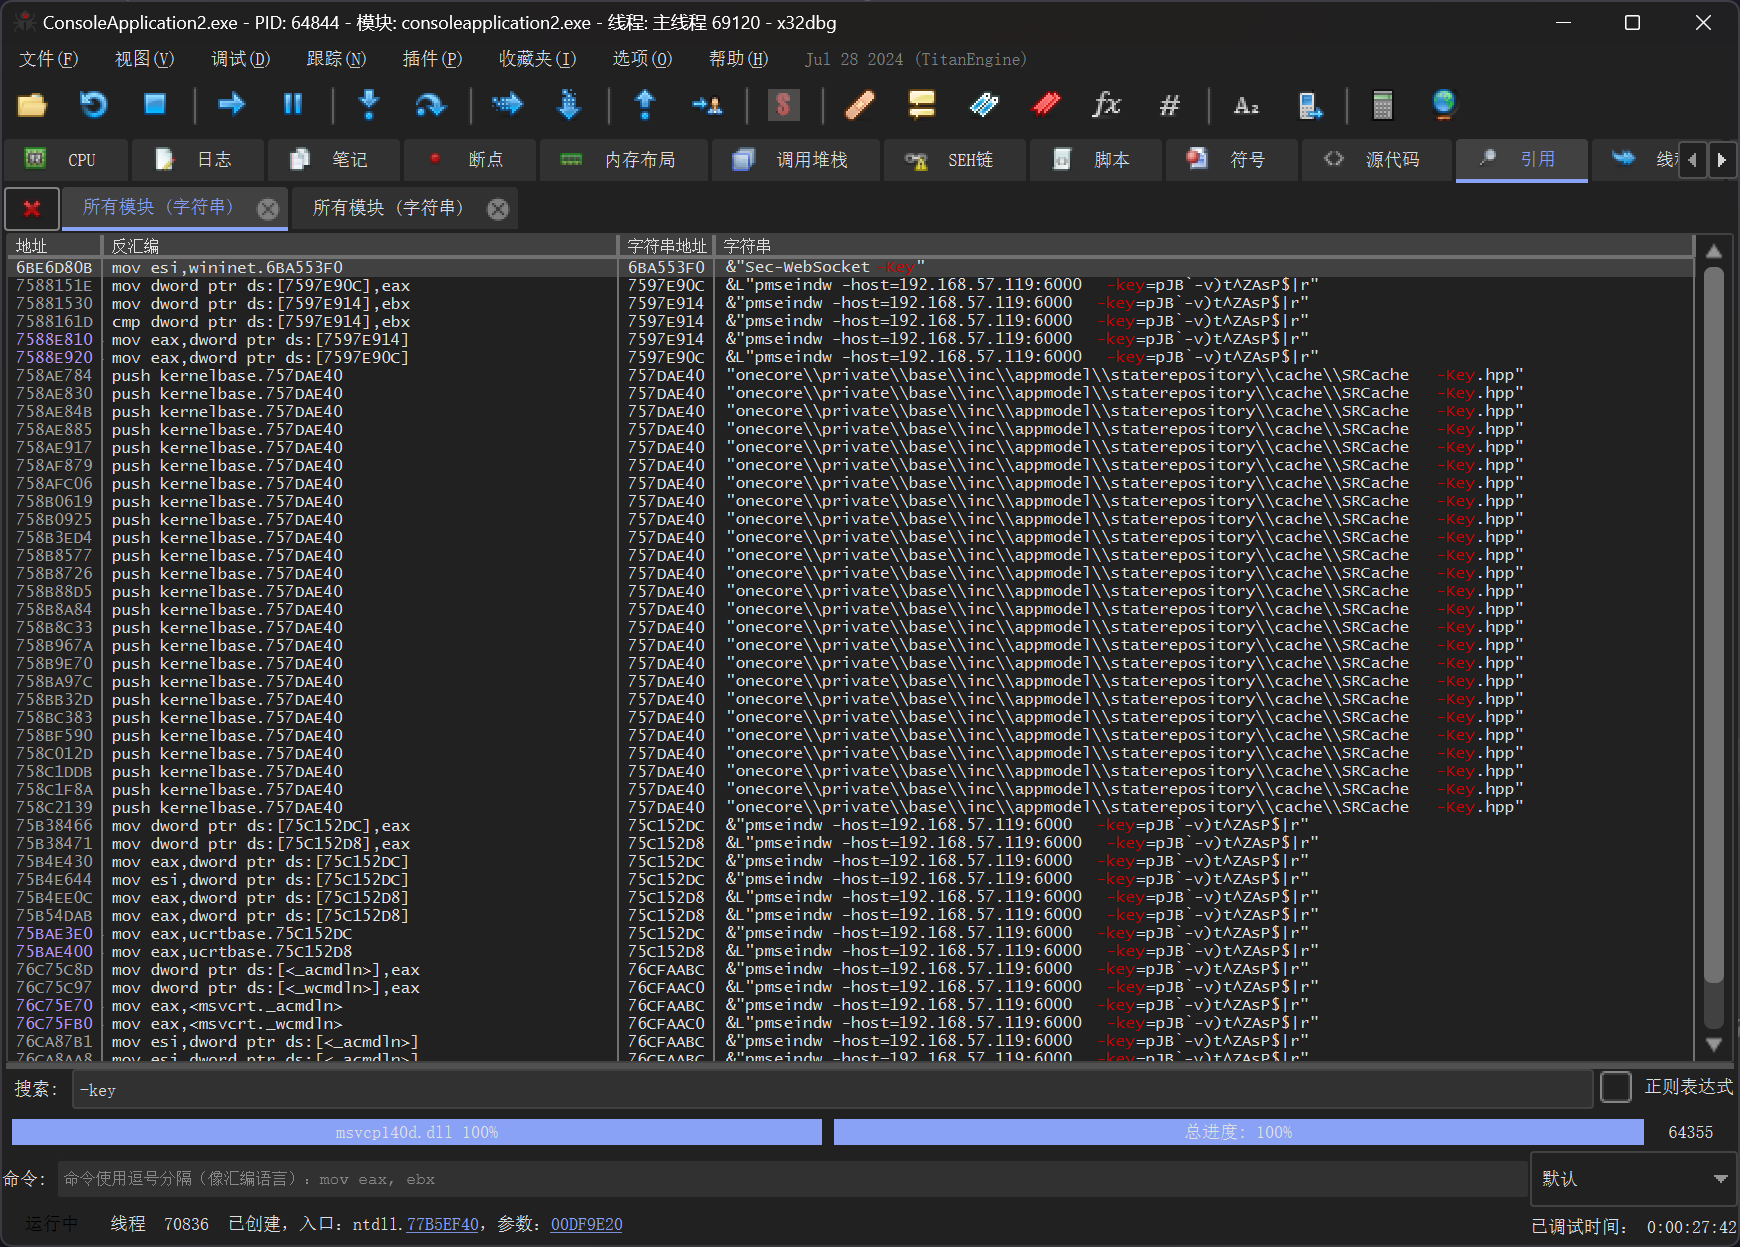 ConsoleApplication2.exe - PID: 64844 - 模块: consoleapplication2.exe - 线程: 主线程 69120 - x32dbg
文件(F) 视图(V) 调试(D) 跟踪(N) 插件(P) 收藏夹(I) 选项(O) 帮助(H) Jul 28 2024 (TitanEngine)
CPU 日志 笔记 断点 内存布局 调用堆栈 SEH链 脚本 符号 源代码 引用
所有模块 (字符串) 所有模块 (字符串)
地址 反汇编 字符串地址 字符串
6BE6D80B mov esi,wininet.6BA553F0 6BA553F0 &"Sec-WebSocket-Key"
7588151E mov dword ptr ds:[7597E90C],eax 7597E90C &L"pmseindw -host=192.168.57.119:6000 -key=pJB`-v)t^ZAsP$|r"
75881530 mov dword ptr ds:[7597E914],ebx 7597E914 &"pmseindw -host=192.168.57.119:6000 -key=pJB`-v)t^ZAsP$|r"
7588161D cmp dword ptr ds:[7597E914],ebx 7597E914 &"pmseindw -host=192.168.57.119:6000 -key=pJB`-v)t^ZAsP$|r"
7588E810 mov eax,dword ptr ds:[7597E914] 7597E914 &"pmseindw -host=192.168.57.119:6000 -key=pJB`-v)t^ZAsP$|r"
7588E920 mov eax,dword ptr ds:[7597E90C] 7597E90C &L"pmseindw -host=192.168.57.119:6000 -key=pJB`-v)t^ZAsP$|r"
758AE784 push kernelbase.757DAE40 757DAE40 "onecore\\private\\base\\inc\\appmodel\\staterepository\\cache\\SRCache -Key.hpp"
758AE830 push kernelbase.757DAE40 757DAE40 "onecore\\private\\base\\inc\\appmodel\\staterepository\\cache\\SRCache -Key.hpp"
758AE84B push kernelbase.757DAE40 757DAE40 "onecore\\private\\base\\inc\\appmodel\\staterepository\\cache\\SRCache -Key.hpp"
758AE885 push kernelbase.757DAE40 757DAE40 "onecore\\private\\base\\inc\\appmodel\\staterepository\\cache\\SRCache -Key.hpp"
758AE917 push kernelbase.757DAE40 757DAE40 "onecore\\private\\base\\inc\\appmodel\\staterepository\\cache\\SRCache -Key.hpp"
758AF879 push kernelbase.757DAE40 757DAE40 "onecore\\private\\base\\inc\\appmodel\\staterepository\\cache\\SRCache -Key.hpp"
758AFC06 push kernelbase.757DAE40 757DAE40 "onecore\\private\\base\\inc\\appmodel\\staterepository\\cache\\SRCache -Key.hpp"
758B0619 push kernelbase.757DAE40 757DAE40 "onecore\\private\\base\\inc\\appmodel\\staterepository\\cache\\SRCache -Key.hpp"
758B0925 push kernelbase.757DAE40 757DAE40 "onecore\\private\\base\\inc\\appmodel\\staterepository\\cache\\SRCache -Key.hpp"
758B3ED4 push kernelbase.757DAE40 757DAE40 "onecore\\private\\base\\inc\\appmodel\\staterepository\\cache\\SRCache -Key.hpp"
758B8577 push kernelbase.757DAE40 757DAE40 "onecore\\private\\base\\inc\\appmodel\\staterepository\\cache\\SRCache -Key.hpp"
758B8726 push kernelbase.757DAE40 757DAE40 "onecore\\private\\base\\inc\\appmodel\\staterepository\\cache\\SRCache -Key.hpp"
758B88D5 push kernelbase.757DAE40 757DAE40 "onecore\\private\\base\\inc\\appmodel\\staterepository\\cache\\SRCache -Key.hpp"
758B8A84 push kernelbase.757DAE40 757DAE40 "onecore\\private\\base\\inc\\appmodel\\staterepository\\cache\\SRCache -Key.hpp"
758B8C33 push kernelbase.757DAE40 757DAE40 "onecore\\private\\base\\inc\\appmodel\\staterepository\\cache\\SRCache -Key.hpp"
758B967A push kernelbase.757DAE40 757DAE40 "onecore\\private\\base\\inc\\appmodel\\staterepository\\cache\\SRCache -Key.hpp"
758B9E70 push kernelbase.757DAE40 757DAE40 "onecore\\private\\base\\inc\\appmodel\\staterepository\\cache\\SRCache -Key.hpp"
758BA97C push kernelbase.757DAE40 757DAE40 "onecore\\private\\base\\inc\\appmodel\\staterepository\\cache\\SRCache -Key.hpp"
758BB32D push kernelbase.757DAE40 757DAE40 "onecore\\private\\base\\inc\\appmodel\\staterepository\\cache\\SRCache -Key.hpp"
758BC383 push kernelbase.757DAE40 757DAE40 "onecore\\private\\base\\inc\\appmodel\\staterepository\\cache\\SRCache -Key.hpp"
758BF590 push kernelbase.757DAE40 757DAE40 "onecore\\private\\base\\inc\\appmodel\\staterepository\\cache\\SRCache -Key.hpp"
758C012D push kernelbase.757DAE40 757DAE40 "onecore\\private\\base\\inc\\appmodel\\staterepository\\cache\\SRCache -Key.hpp"
758C1DDB push kernelbase.757DAE40 757DAE40 "onecore\\private\\base\\inc\\appmodel\\staterepository\\cache\\SRCache -Key.hpp"
758C1F8A push kernelbase.757DAE40 757DAE40 "onecore\\private\\base\\inc\\appmodel\\staterepository\\cache\\SRCache -Key.hpp"
758C2139 push kernelbase.757DAE40 757DAE40 "onecore\\private\\base\\inc\\appmodel\\staterepository\\cache\\SRCache -Key.hpp"
75B38466 mov dword ptr ds:[75C152DC],eax 75C152DC &"pmseindw -host=192.168.57.119:6000 -key=pJB`-v)t^ZAsP$|r"
75B38471 mov dword ptr ds:[75C152D8],eax 75C152D8 &L"pmseindw -host=192.168.57.119:6000 -key=pJB`-v)t^ZAsP$|r"
75B4E430 mov eax,dword ptr ds:[75C152DC] 75C152DC &"pmseindw -host=192.168.57.119:6000 -key=pJB`-v)t^ZAsP$|r"
75B4E644 mov esi,dword ptr ds:[75C152DC] 75C152DC &"pmseindw -host=192.168.57.119:6000 -key=pJB`-v)t^ZAsP$|r"
75B4EE0C mov eax,dword ptr ds:[75C152D8] 75C152D8 &L"pmseindw -host=192.168.57.119:6000 -key=pJB`-v)t^ZAsP$|r"
75B54DAB mov eax,dword ptr ds:[75C152D8] 75C152D8 &L"pmseindw -host=192.168.57.119:6000 -key=pJB`-v)t^ZAsP$|r"
75BAE3E0 mov eax,ucrtbase.75C152DC 75C152DC &"pmseindw -host=192.168.57.119:6000 -key=pJB`-v)t^ZAsP$|r"
75BAE400 mov eax,ucrtbase.75C152D8 75C152D8 &L"pmseindw -host=192.168.57.119:6000 -key=pJB`-v)t^ZAsP$|r"
76C75C8D mov dword ptr ds:[<_acmdln>],eax 76CFAABC &"pmseindw -host=192.168.57.119:6000 -key=pJB`-v)t^ZAsP$|r"
76C75C97 mov dword ptr ds:[<_wcmdln>],eax 76CFAAC0 &L"pmseindw -host=192.168.57.119:6000 -key=pJB`-v)t^ZAsP$|r"
76C75E70 mov eax,<msvcrt._acmdln> 76CFAABC &"pmseindw -host=192.168.57.119:6000 -key=pJB`-v)t^ZAsP$|r"
76C75FB0 mov eax,<msvcrt._wcmdln> 76CFAAC0 &L"pmseindw -host=192.168.57.119:6000 -key=pJB`-v)t^ZAsP$|r"
76CA87B1 mov esi,dword ptr ds:[<_acmdln>] 76CFAABC &"pmseindw -host=192.168.57.119:6000 -key=pJB`-v)t^ZAsP$|r"
76CA8AA8 mov esi,dword ptr ds:[<_acmdln>] 76CFAABC &"pmseindw -host=192.168.57.119:6000 -key=pJB`-v)t^ZAsP$|r"
搜索: -key 正则表达式
msvcp140d.dll 100% 总进度: 100% 64355
命令: 命令使用逗号分隔（像汇编语言）: mov eax, ebx 默认
运行中 线程 70836 已创建, 入口: ntdll.77B5EF40, 参数: 00DF9E20 已调试时间: 0:00:27:42